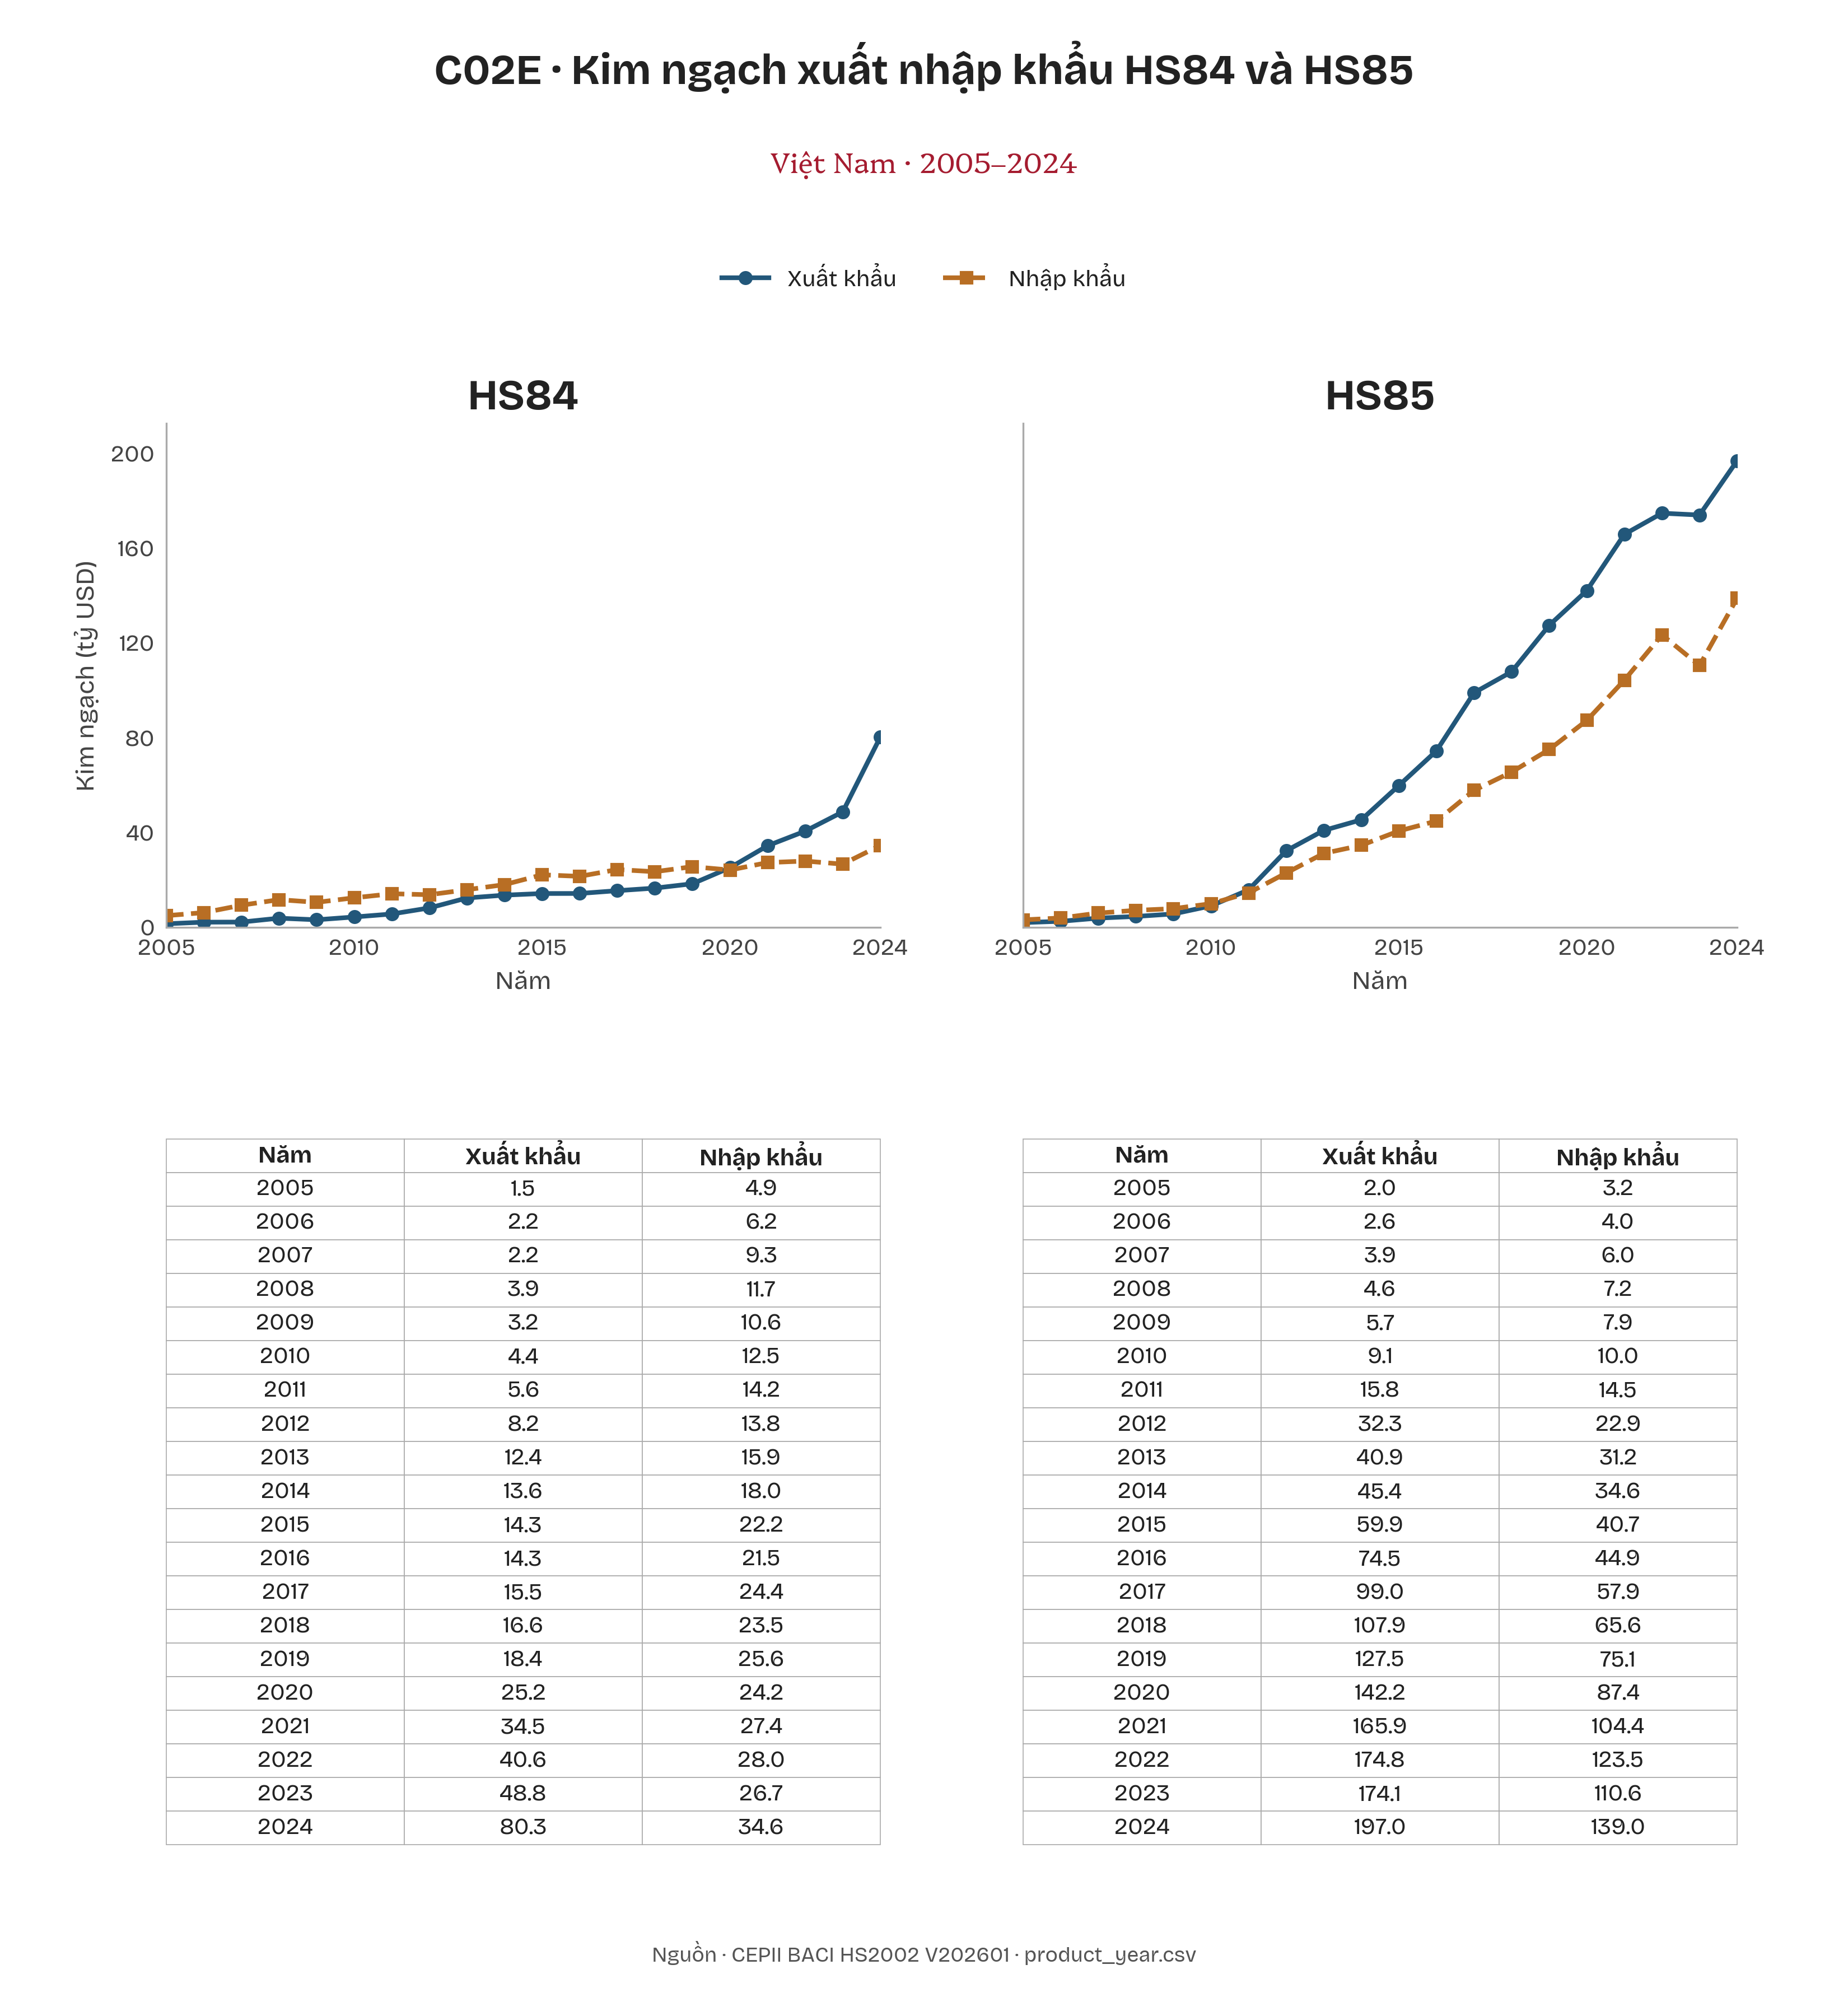 C02E · Kim ngạch xuất nhập khẩu HS84 và HS85
Việt Nam · 2005–2024
Xuất khẩu Nhập khẩu
HS84
Kim ngạch (tỷ USD)
200
160
120
80
40
0
2005 2010 2015 2020 2024
Năm
HS85
2005 2010 2015 2020 2024
Năm
Năm Xuất khẩu Nhập khẩu
2005 1.5 4.9
2006 2.2 6.2
2007 2.2 9.3
2008 3.9 11.7
2009 3.2 10.6
2010 4.4 12.5
2011 5.6 14.2
2012 8.2 13.8
2013 12.4 15.9
2014 13.6 18.0
2015 14.3 22.2
2016 14.3 21.5
2017 15.5 24.4
2018 16.6 23.5
2019 18.4 25.6
2020 25.2 24.2
2021 34.5 27.4
2022 40.6 28.0
2023 48.8 26.7
2024 80.3 34.6
Năm Xuất khẩu Nhập khẩu
2005 2.0 3.2
2006 2.6 4.0
2007 3.9 6.0
2008 4.6 7.2
2009 5.7 7.9
2010 9.1 10.0
2011 15.8 14.5
2012 32.3 22.9
2013 40.9 31.2
2014 45.4 34.6
2015 59.9 40.7
2016 74.5 44.9
2017 99.0 57.9
2018 107.9 65.6
2019 127.5 75.1
2020 142.2 87.4
2021 165.9 104.4
2022 174.8 123.5
2023 174.1 110.6
2024 197.0 139.0
Nguồn · CEPII BACI HS2002 V202601 · product_year.csv